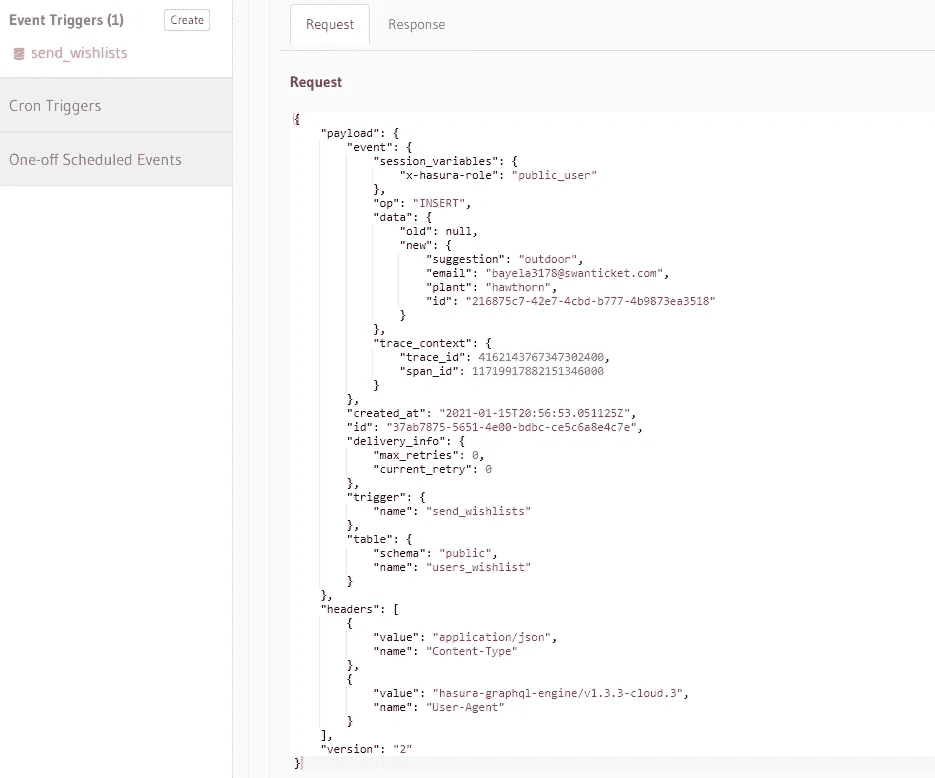 Event Triggers (1)
Create
send_wishlists
Cron Triggers
One-off Scheduled Events
Request
Response
Request
{
"payload": {
"event": {
"session_variables": {
"x-hasura-role": "public_user"
},
"op": "INSERT",
"data": {
"old": null,
"new": {
"suggestion": "outdoor",
"email": "bayela3178@swanticket.com",
"plant": "hawthorn",
"id": "216875c7-42e7-4cbd-b777-4b9873ea3518"
}
},
"trace_context": {
"trace_id": 4162143767347302400,
"span_id": 11719917882151346000
}
},
"created_at": "2021-01-15T20:56:53.051125Z",
"id": "37ab7875-5651-4e00-bdbc-ce5c6a8e4c7e",
"delivery_info": {
"max_retries": 0,
"current_retry": 0
},
"trigger": {
"name": "send_wishlists"
},
"table": {
"schema": "public",
"name": "users_wishlist"
}
},
"headers": [
{
"value": "application/json",
"name": "Content-Type"
},
{
"value": "hasura-graphql-engine/v1.3.3-cloud.3",
"name": "User-Agent"
}
],
"version": "2"
}